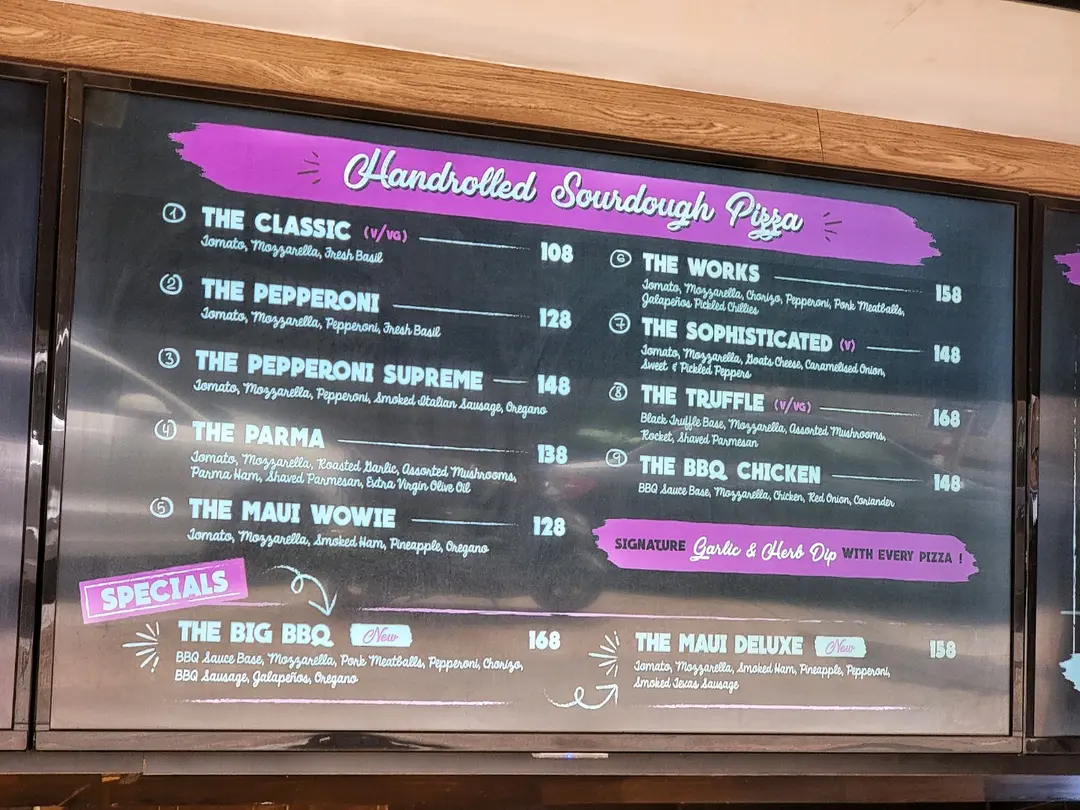 Handrolled Sourdough Pizza
1 THE CLASSIC (V/VG) 108
Tomato, Mozzarella, Fresh Basil
2 THE PEPPERONI 128
Tomato, Mozzarella, Pepperoni, Fresh Basil
3 THE PEPPERONI SUPREME 148
Tomato, Mozzarella, Pepperoni, Smoked Italian Sausage, Oregano
4 THE PARMA 138
Tomato, Mozzarella, Roasted Garlic, Assorted Mushrooms,
Parma Ham, Shaved Parmesan, Extra Virgin Olive Oil
5 THE MAUI WOWIE 128
Tomato, Mozzarella, Smoked Ham, Pineapple, Oregano
6 THE WORKS 158
Tomato, Mozzarella, Chorizo, Pepperoni, Pork Meatballs,
Jalapeños Pickled Chillies
7 THE SOPHISTICATED (V) 148
Tomato, Mozzarella, Goats Cheese, Caramelised Onion,
Sweet & Pickled Peppers
8 THE TRUFFLE (V/VG) 168
Black Truffle Base, Mozzarella, Assorted Mushrooms,
Rocket, Shaved Parmesan
9 THE BBQ CHICKEN 148
BBQ Sauce Base, Mozzarella, Chicken, Red Onion, Coriander
SIGNATURE Garlic & Herb Dip WITH EVERY PIZZA !
SPECIALS
THE BIG BBQ New 168
BBQ Sauce Base, Mozzarella, Pork Meatballs, Pepperoni, Chorizo,
BBQ Sausage, Jalapeños, Oregano
THE MAUI DELUXE New 158
Tomato, Mozzarella, Smoked Ham, Pineapple, Pepperoni,
Smoked Texas Sausage